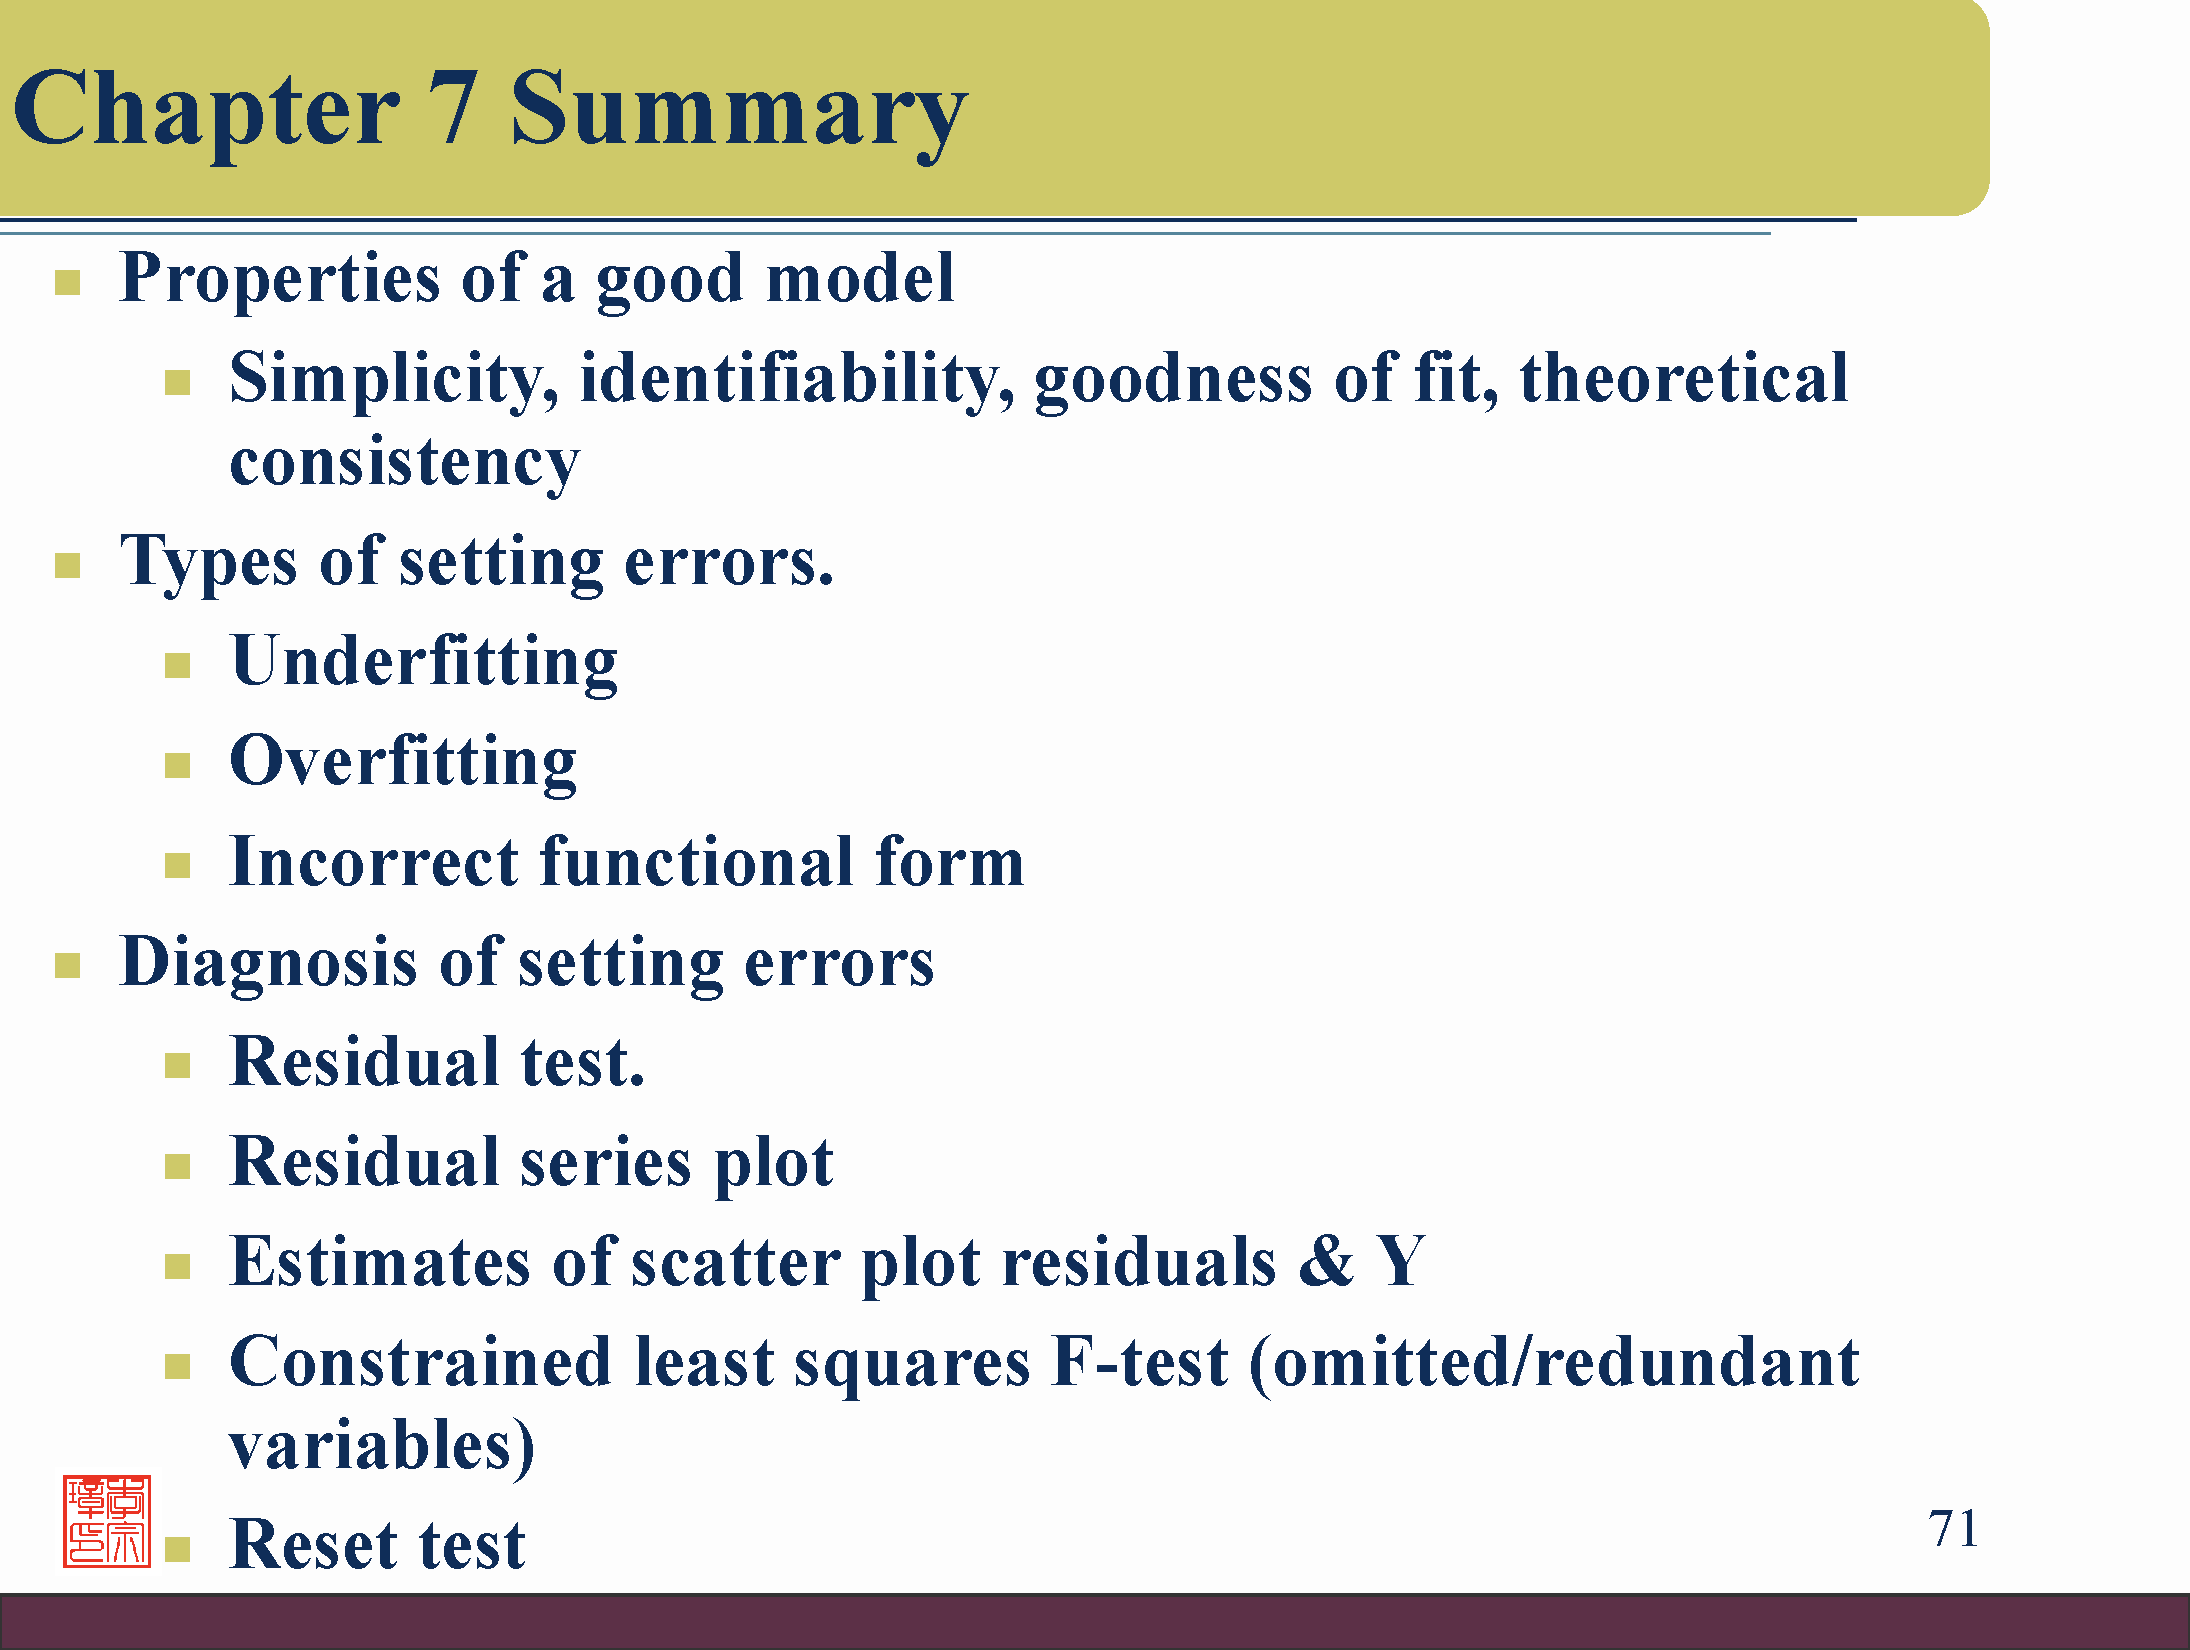 Chapter 7 Summary
Properties of a good model
Simplicity, identifiability, goodness of fit, theoretical
consistency
Types of setting errors.
Underfitting
Overfitting
Incorrect functional form
Diagnosis of setting errors
Residual test.
Residual series plot
Estimates of scatter plot residuals & Y
Constrained least squares F-test (omitted/redundant
variables)
Reset test
71